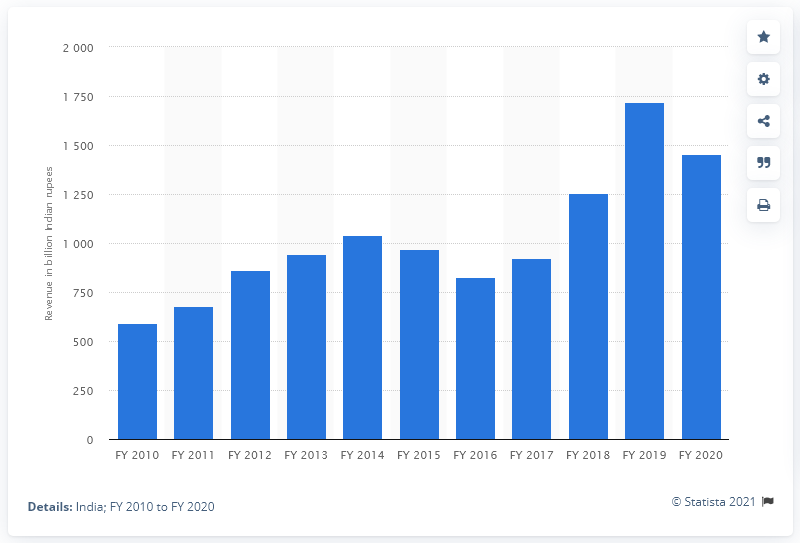 2 000
1 750
1 500
1 250
1 000
750
500
250
0
Revenue in billion Indian rupees
FY 2010 FY 2011 FY 2012 FY 2013 FY 2014 FY 2015 FY 2016 FY 2017 FY 2018 FY 2019 FY 2020
Details: India; FY 2010 to FY 2020
© Statista 2021